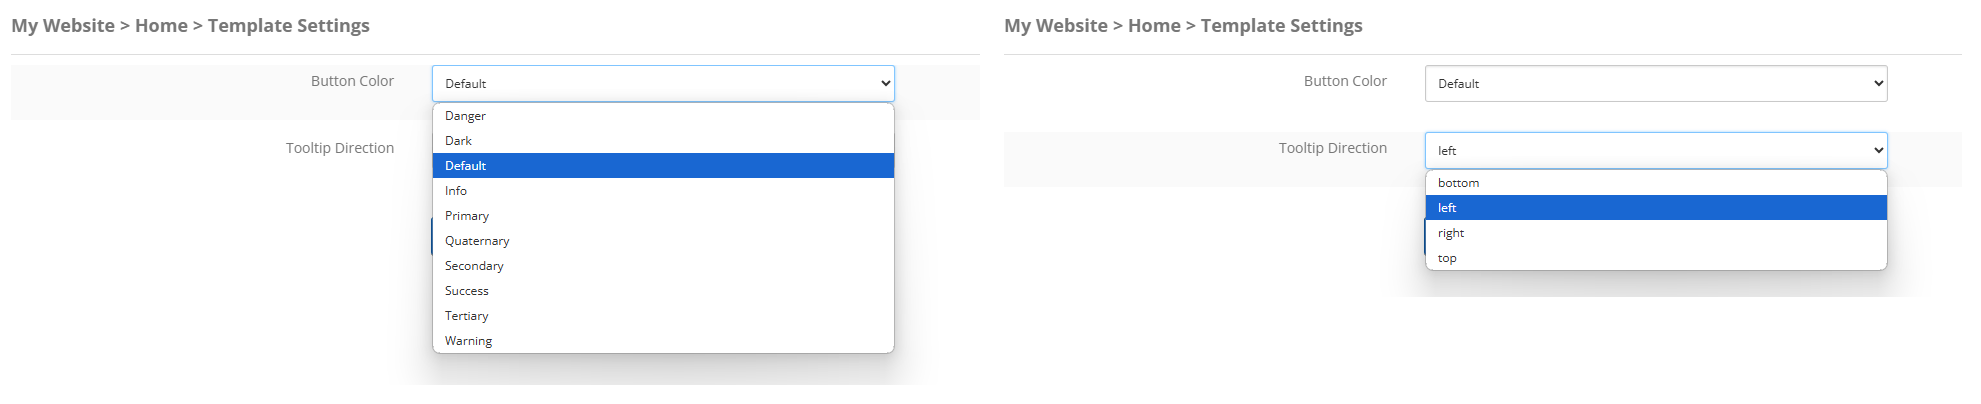 My Website > Home > Template Settings
Button Color
Default
Danger
Dark
Tooltip Direction
Default
Info
Primary
Quaternary
Secondary
Success
Tertiary
Warning
My Website > Home > Template Settings
Button Color
Default
Tooltip Direction
left
bottom
left
right
top